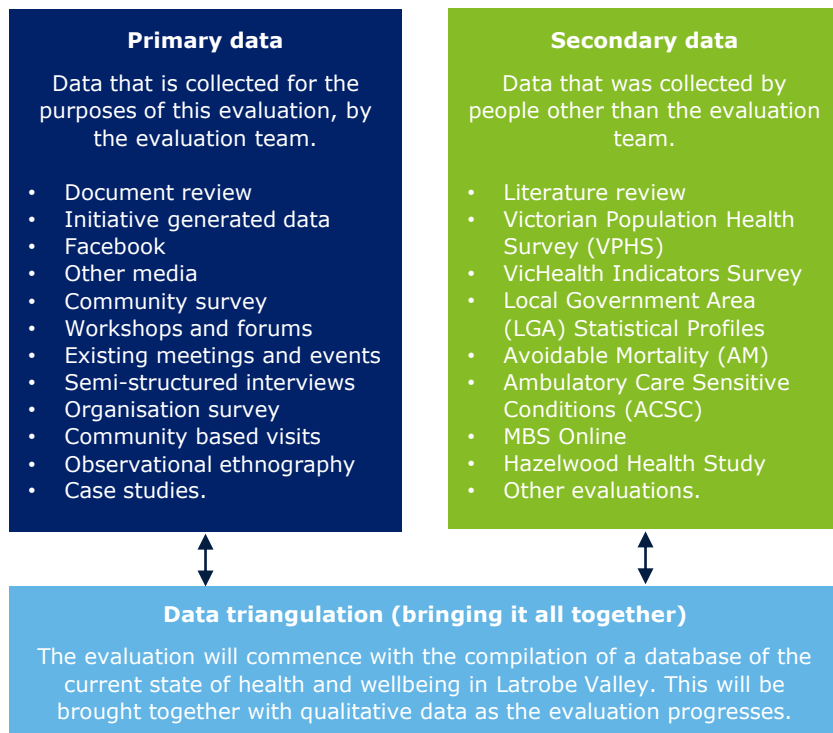 Primary data
Data that is collected for the
purposes of this evaluation, by
the evaluation team.
• Document review
• Initiative generated data
• Facebook
• Other media
• Community survey
• Workshops and forums
• Existing meetings and events
• Semi-structured interviews
• Organisation survey
• Community based visits
• Observational ethnography
• Case studies.
Secondary data
Data that was collected by
people other than the evaluation
team.
• Literature review
• Victorian Population Health
Survey (VPHS)
• VicHealth Indicators Survey
• Local Government Area
(LGA) Statistical Profiles
• Avoidable Mortality (AM)
• Ambulatory Care Sensitive
Conditions (ACSC)
• MBS Online
• Hazelwood Health Study
• Other evaluations.
Data triangulation (bringing it all together)
The evaluation will commence with the compilation of a database of the
current state of health and wellbeing in Latrobe Valley. This will be
brought together with qualitative data as the evaluation progresses.